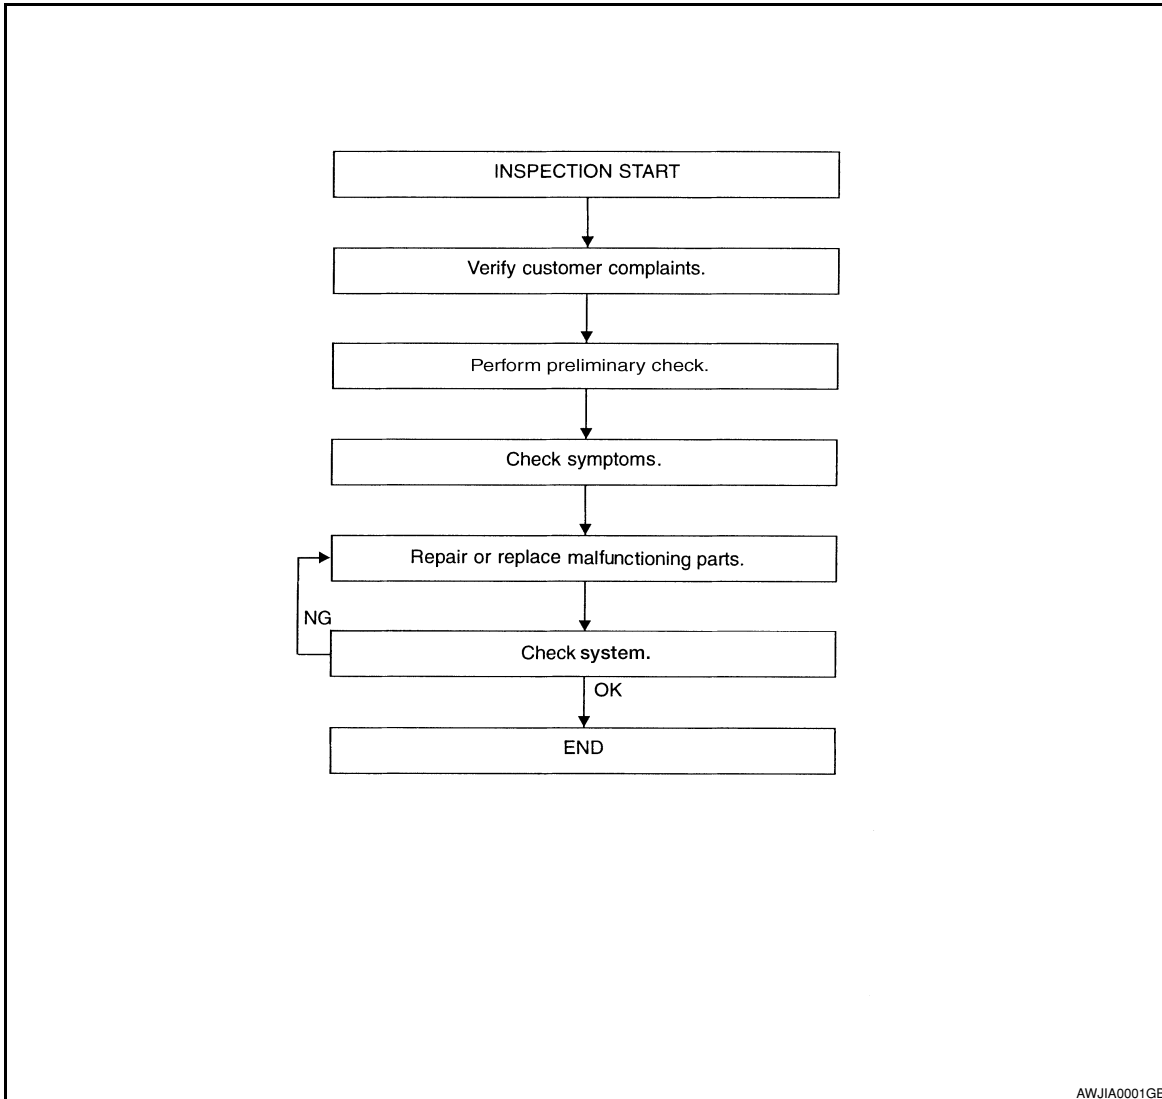 INSPECTION START
Verify customer complaints.
Perform preliminary check.
Check symptoms.
Repair or replace malfunctioning parts.
NG
Check system.
OK
END
AWJIA0001GB